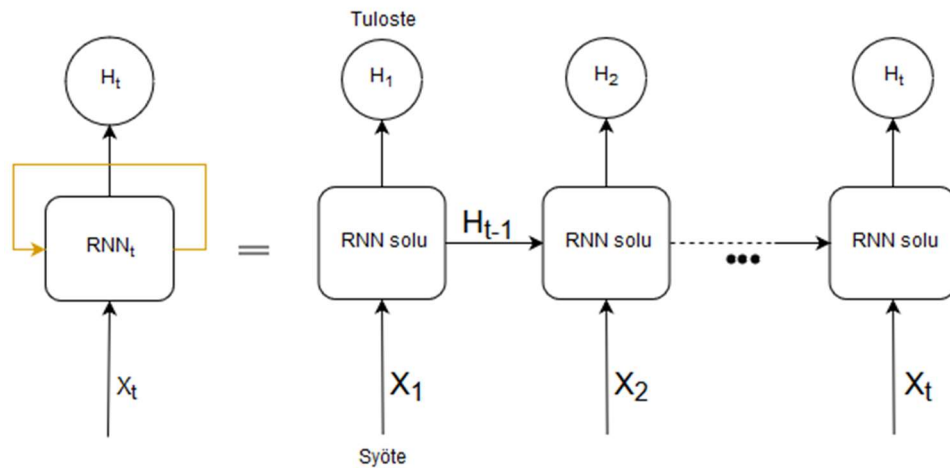 Tuloste
Hₜ
H₁
H₂
Hₜ
RNNₜ
=
RNN solu
Hₜ₋₁
RNN solu
•••
RNN solu
Xₜ
X₁
X₂
Xₜ
Syöte